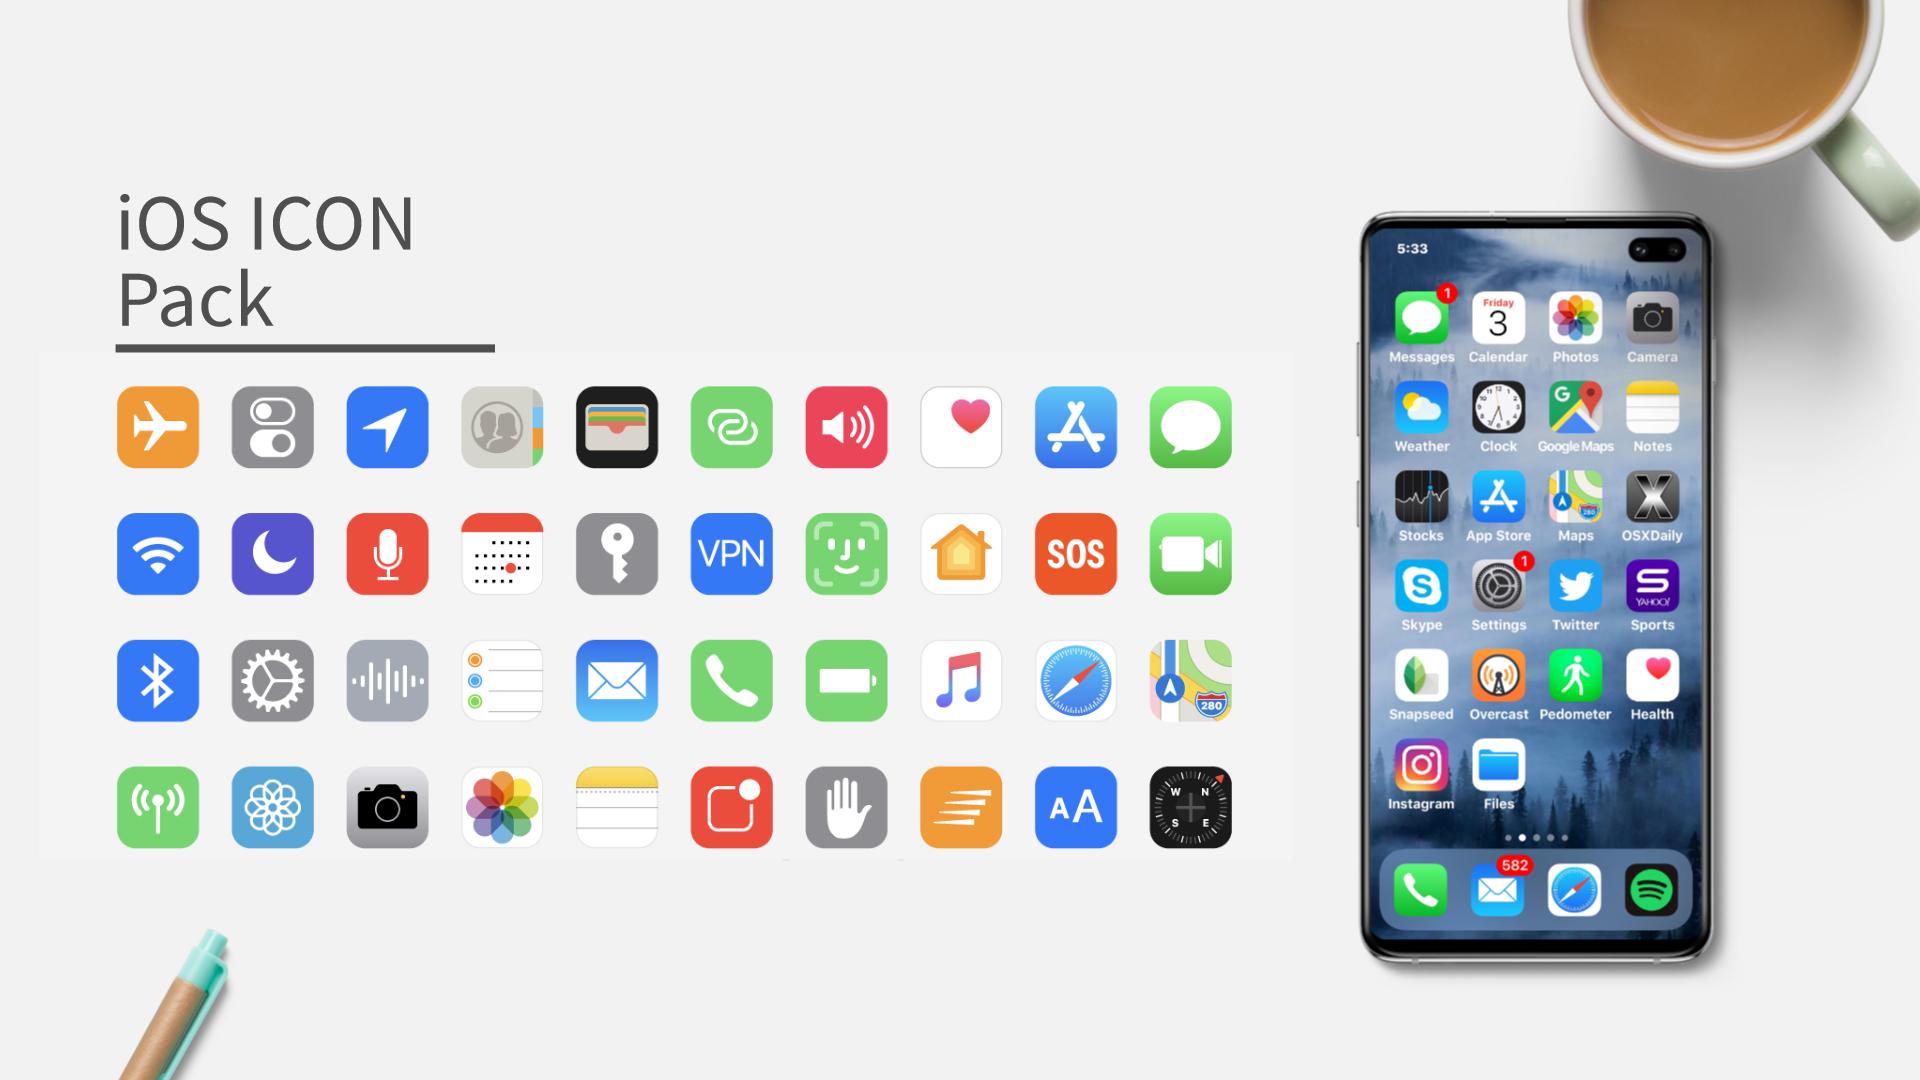 iOS ICON
Pack
VPN
SOS
280
AA
W N
S E
5:33
1
Friday
3
Messages Calendar Photos Camera
G
Weather Clock Google Maps Notes
280
X
Stocks App Store Maps OSXDaily
1
S
S
YAHOO!
Skype Settings Twitter Sports
Snapseed Overcast Pedometer Health
Instagram Files
582